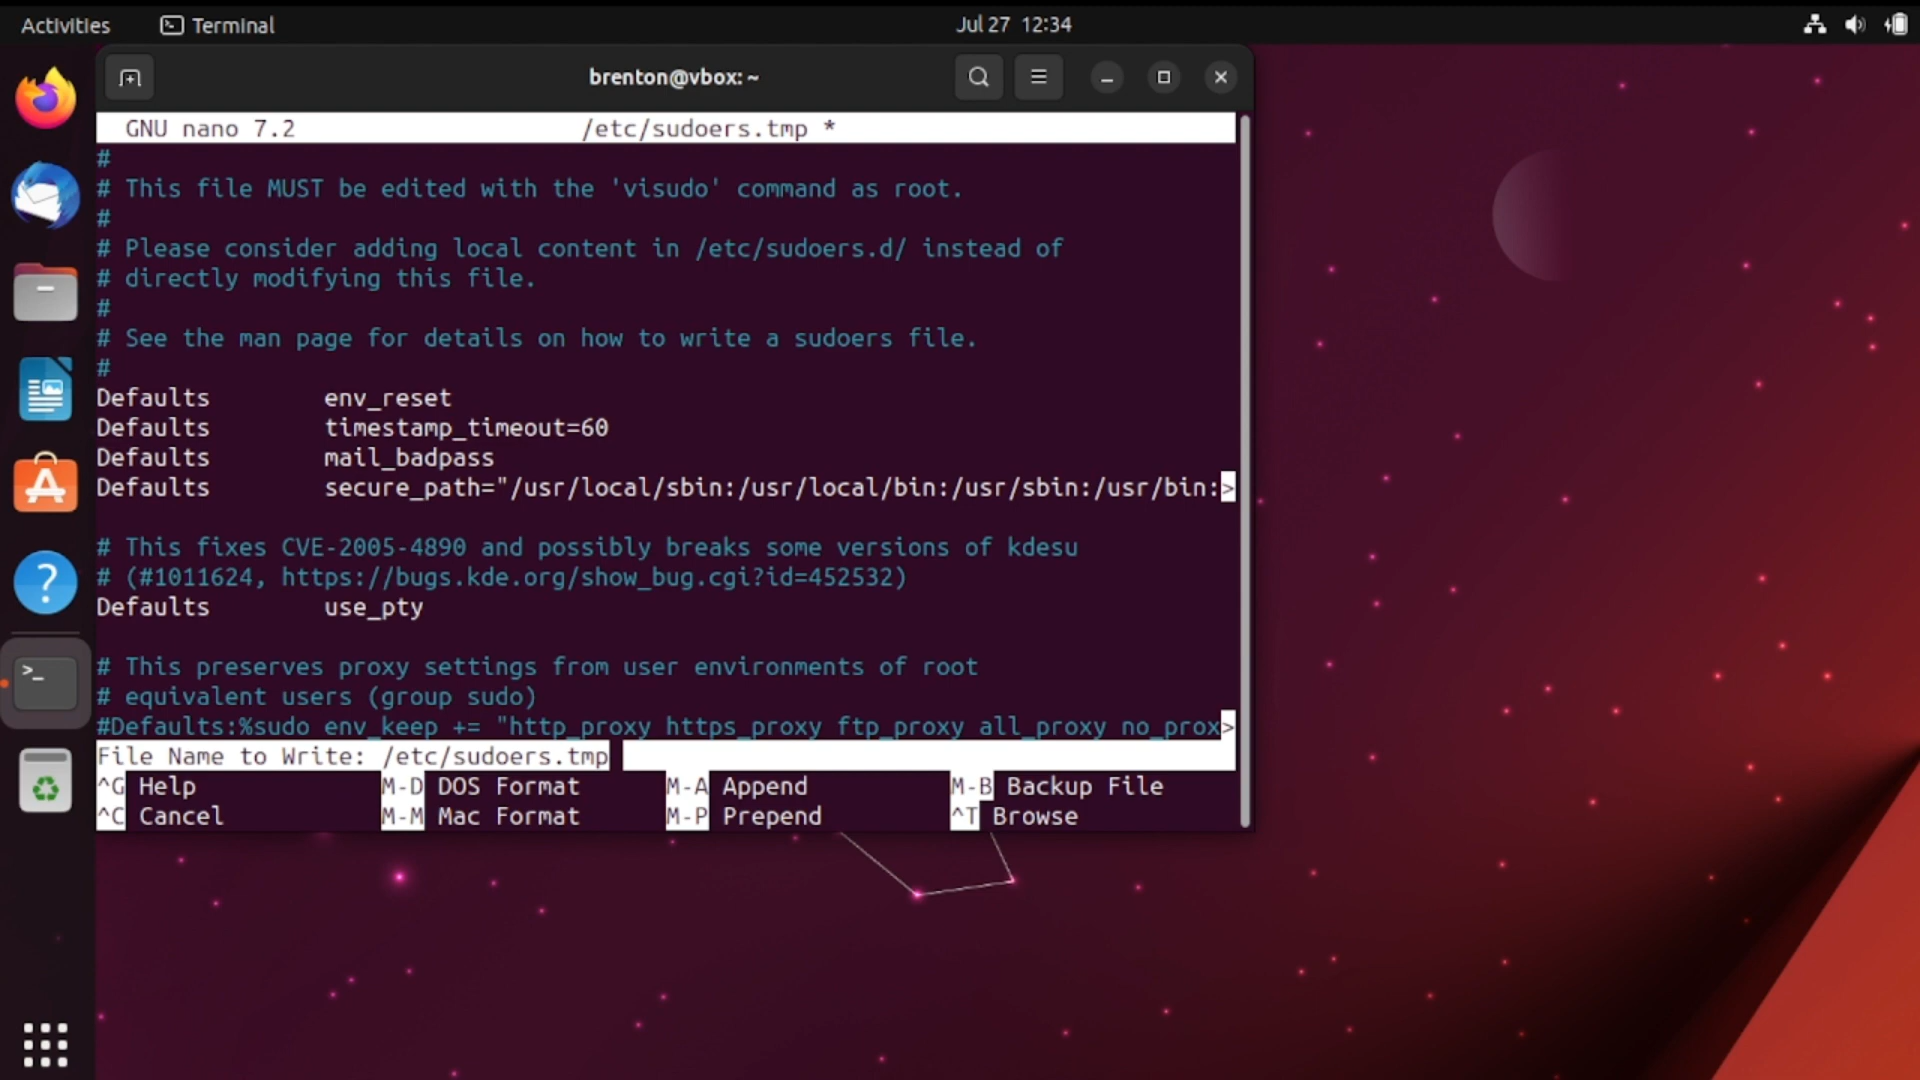 Activities Terminal Jul 27 12:34
brenton@vbox: ~
GNU nano 7.2 /etc/sudoers.tmp *
#
# This file MUST be edited with the 'visudo' command as root.
#
# Please consider adding local content in /etc/sudoers.d/ instead of
# directly modifying this file.
#
# See the man page for details on how to write a sudoers file.
#
Defaults env_reset
Defaults timestamp_timeout=60
Defaults mail_badpass
Defaults secure_path="/usr/local/sbin:/usr/local/bin:/usr/sbin:/usr/bin:>
# This fixes CVE-2005-4890 and possibly breaks some versions of kdesu
# (#1011624, https://bugs.kde.org/show_bug.cgi?id=452532)
Defaults use_pty
# This preserves proxy settings from user environments of root
# equivalent users (group sudo)
#Defaults:%sudo env_keep += "http_proxy https_proxy ftp_proxy all_proxy no_prox>
File Name to Write: /etc/sudoers.tmp
^G Help M-D DOS Format M-A Append M-B Backup File
^C Cancel M-M Mac Format M-P Prepend ^T Browse